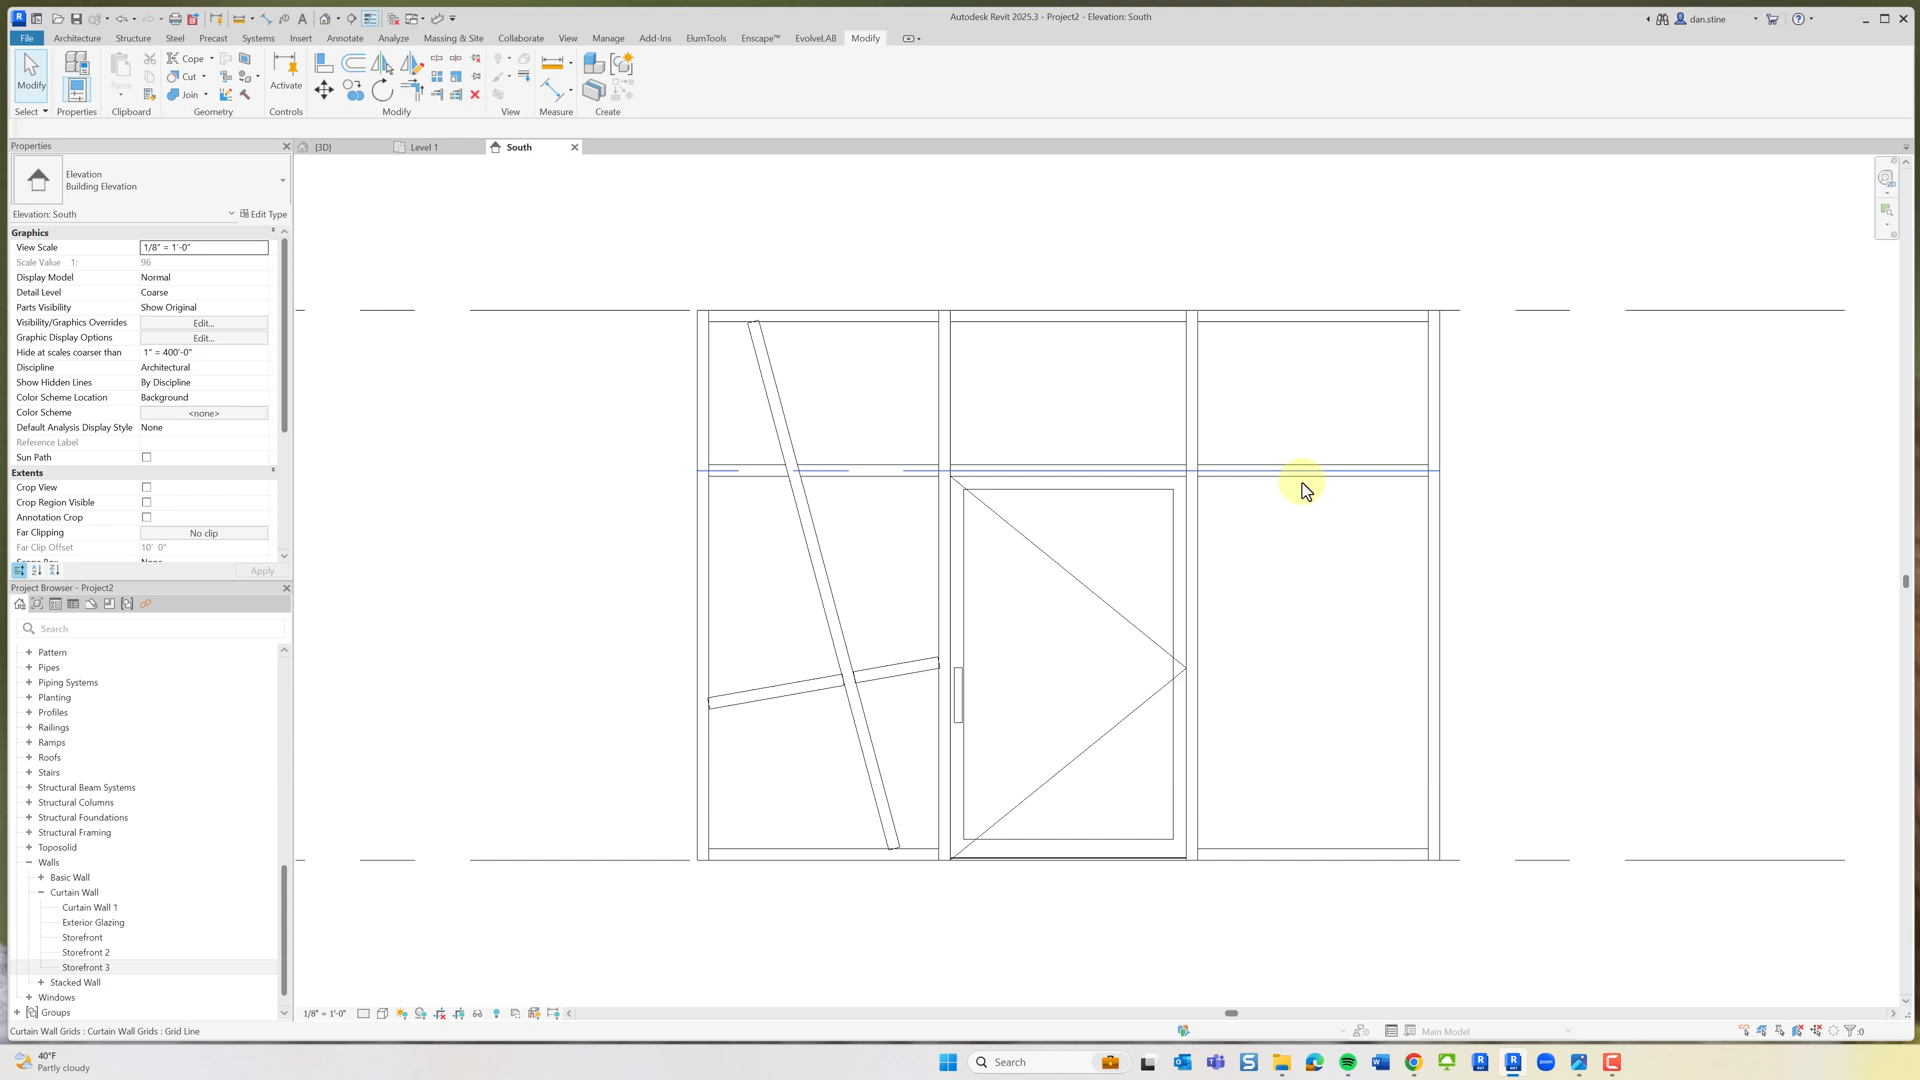 Autodesk Revit 2025.3 - Project2 - Elevation: South
dan.stine
File Architecture Structure Steel Precast Systems Insert Annotate Analyze Massing & Site Collaborate View Manage Add-Ins ElumTools Enscape™ EvolveLAB Modify
Modify Paste Cope Cut Join Activate
Select Properties Clipboard Geometry Controls Modify View Measure Create
Properties
{3D} Level 1 South
Elevation
Building Elevation
Elevation: South Edit Type
Graphics
View Scale 1/8" = 1'-0"
Scale Value 1: 96
Display Model Normal
Detail Level Coarse
Parts Visibility Show Original
Visibility/Graphics Overrides Edit...
Graphic Display Options Edit...
Hide at scales coarser than 1" = 400'-0"
Discipline Architectural
Show Hidden Lines By Discipline
Color Scheme Location Background
Color Scheme <none>
Default Analysis Display Style None
Reference Label
Sun Path
Extents
Crop View
Crop Region Visible
Annotation Crop
Far Clipping No clip
Far Clip Offset 10' 0"
Apply
Project Browser - Project2
Search
Pattern
Pipes
Piping Systems
Planting
Profiles
Railings
Ramps
Roofs
Stairs
Structural Beam Systems
Structural Columns
Structural Foundations
Structural Framing
Toposolid
Walls
Basic Wall
Curtain Wall
Curtain Wall 1
Exterior Glazing
Storefront
Storefront 2
Storefront 3
Stacked Wall
Windows
Groups
1/8" = 1'-0"
Curtain Wall Grids : Curtain Wall Grids : Grid Line
:0 Main Model :0
40°F
Partly cloudy
Search